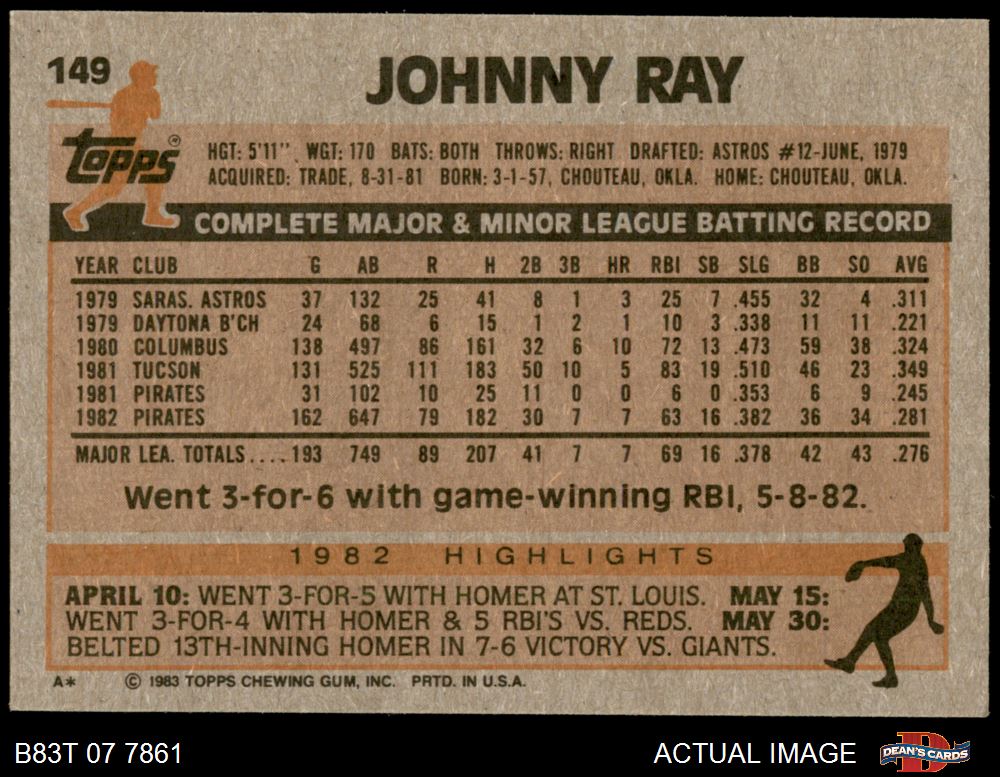 149
JOHNNY RAY
Topps®
HGT: 5'11" WGT: 170 BATS: BOTH THROWS: RIGHT DRAFTED: ASTROS #12-JUNE, 1979
ACQUIRED: TRADE, 8-31-81 BORN: 3-1-57, CHOUTEAU, OKLA. HOME: CHOUTEAU, OKLA.
COMPLETE MAJOR & MINOR LEAGUE BATTING RECORD
YEAR CLUB G AB R H 2B 3B HR RBI SB SLG BB SO AVG
1979 SARAS. ASTROS 37 132 25 41 8 1 3 25 7 .455 32 4 .311
1979 DAYTONA B'CH 24 68 6 15 1 2 1 10 3 .338 11 11 .221
1980 COLUMBUS 138 497 86 161 32 6 10 72 13 .473 59 38 .324
1981 TUCSON 131 525 111 183 50 10 5 83 19 .510 46 23 .349
1981 PIRATES 31 102 10 25 11 0 0 6 0 .353 6 9 .245
1982 PIRATES 162 647 79 182 30 7 7 63 16 .382 36 34 .281
MAJOR LEA. TOTALS....193 749 89 207 41 7 7 69 16 .378 42 43 .276
Went 3-for-6 with game-winning RBI, 5-8-82.
1982 HIGHLIGHTS
APRIL 10: WENT 3-FOR-5 WITH HOMER AT ST. LOUIS. MAY 15:
WENT 3-FOR-4 WITH HOMER & 5 RBI'S VS. REDS. MAY 30:
BELTED 13TH-INNING HOMER IN 7-6 VICTORY VS. GIANTS.
A* © 1983 TOPPS CHEWING GUM, INC. PRTD. IN U.S.A.
B83T 07 7861 ACTUAL IMAGE DEAN'S CARDS